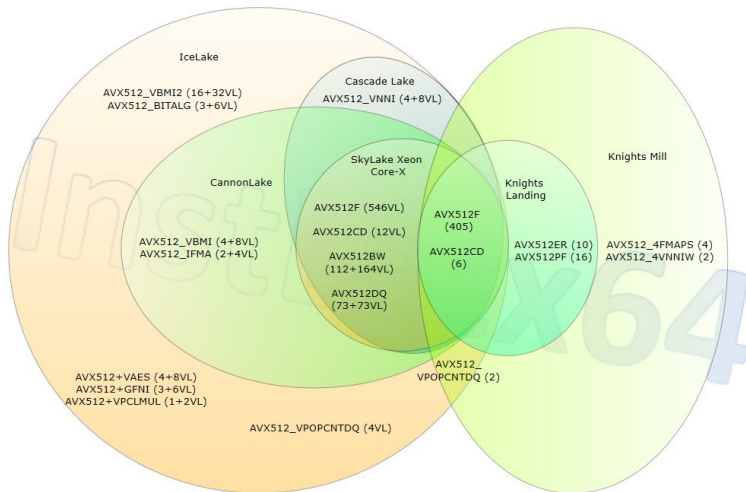 IceLake
AVX512_VBMI2 (16+32VL)
AVX512_BITALG (3+6VL)
Cascade Lake
AVX512_VNNI (4+8VL)
CannonLake
AVX512_VBMI (4+8VL)
AVX512_IFMA (2+4VL)
SkyLake Xeon
Core-X
AVX512F (546VL)
AVX512CD (12VL)
AVX512BW
(112+164VL)
AVX512DQ
(73+73VL)
AVX512F
(405)
AVX512CD
(6)
Knights
Landing
AVX512ER (10)
AVX512PF (16)
Knights Mill
AVX512_4FMAPS (4)
AVX512_4VNNIW (2)
AVX512_
VPOPCNTDQ (2)
AVX512+VAES (4+8VL)
AVX512+GFNI (3+6VL)
AVX512+VPCLMUL (1+2VL)
AVX512_VPOPCNTDQ (4VL)